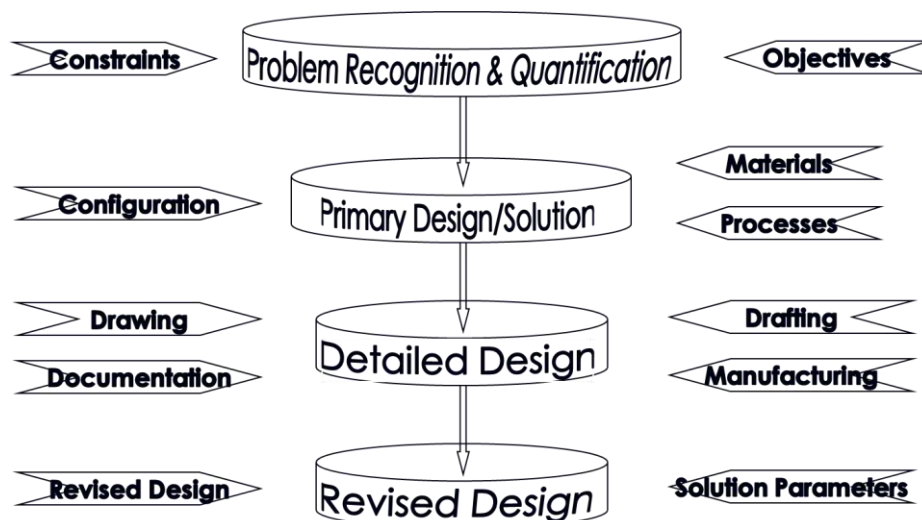 Constraints
Problem Recognition & Quantification
Objectives
Materials
Configuration
Primary Design/Solution
Processes
Drawing
Drafting
Detailed Design
Documentation
Manufacturing
Revised Design
Revised Design
Solution Parameters